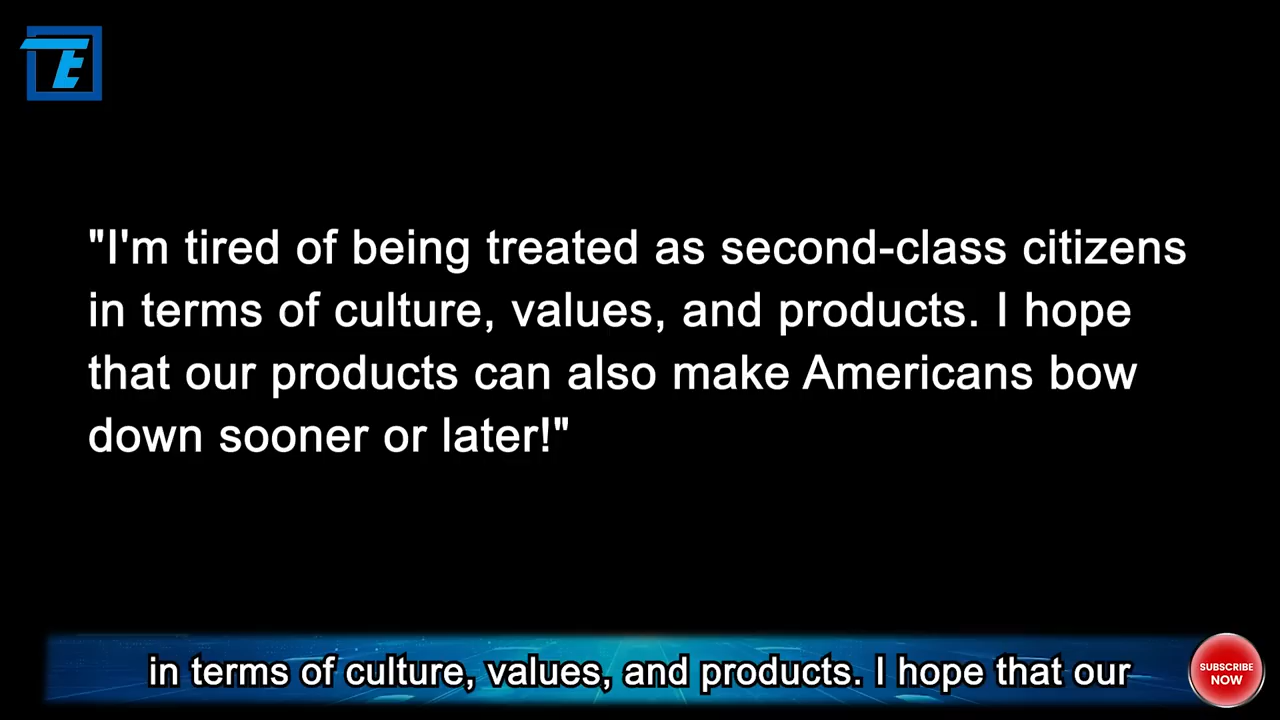 TE
"I'm tired of being treated as second-class citizens
in terms of culture, values, and products. I hope
that our products can also make Americans bow
down sooner or later!"
in terms of culture, values, and products. I hope that our
SUBSCRIBE
NOW